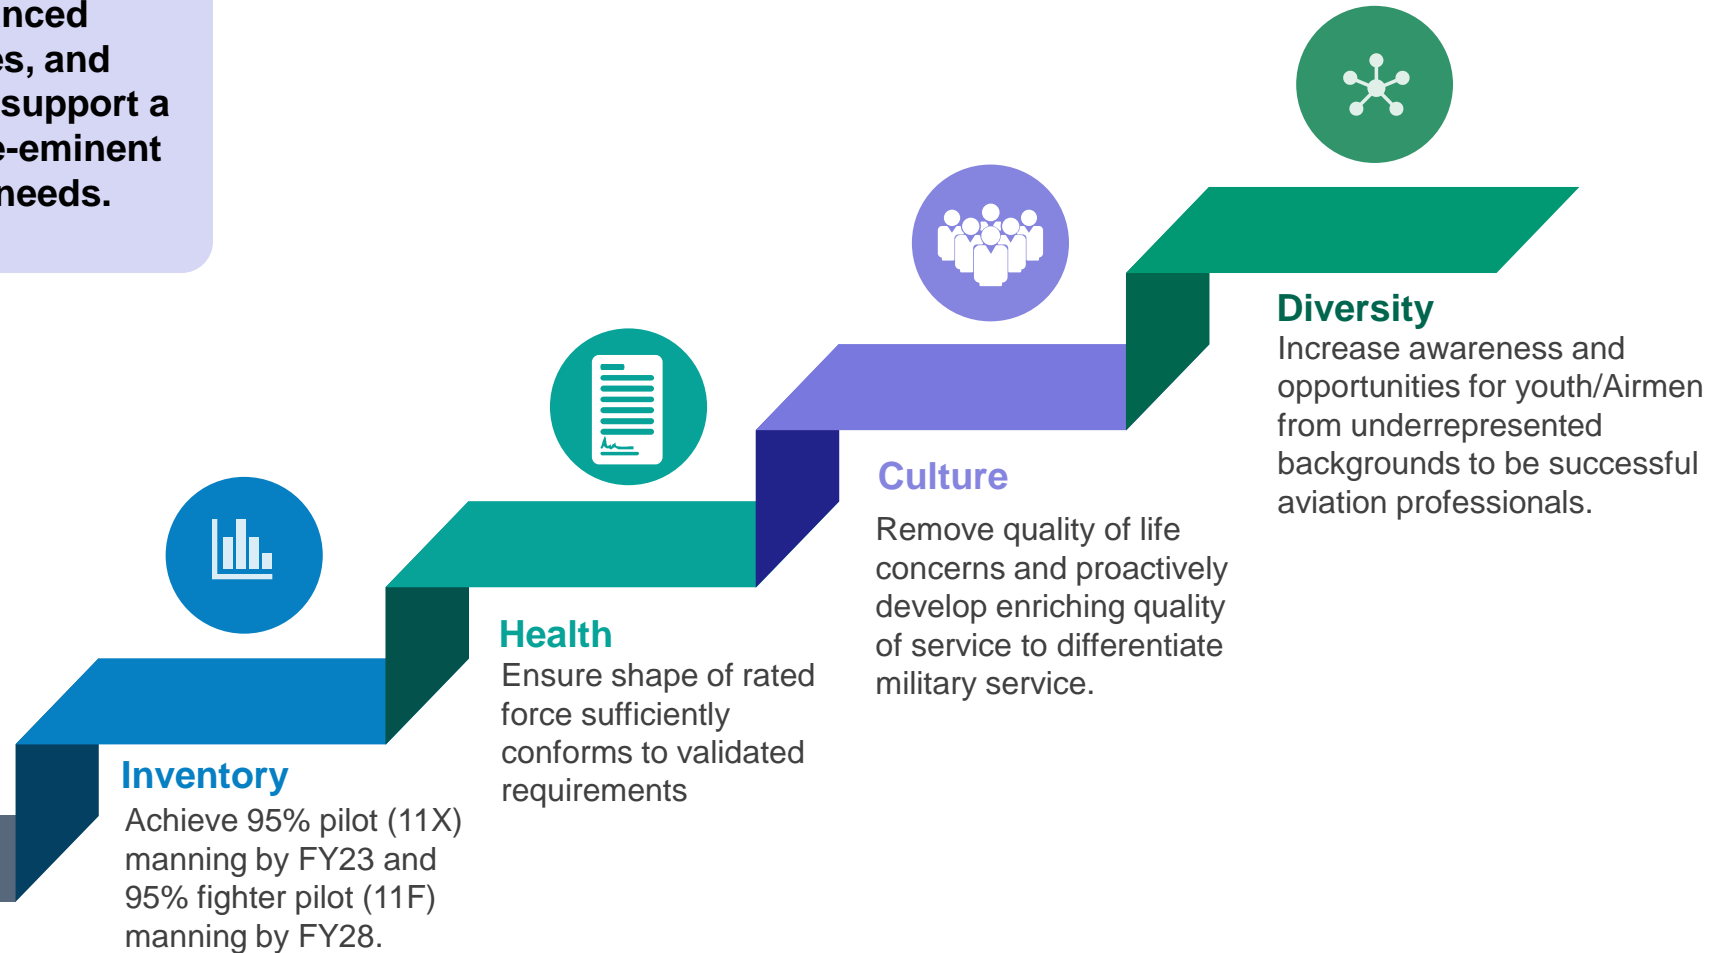 es, and
support a
e-eminent
needs.
Diversity
Increase awareness and
opportunities for youth/Airmen
from underrepresented
backgrounds to be successful
aviation professionals.
Culture
Remove quality of life
concerns and proactively
develop enriching quality
of service to differentiate
military service.
Health
Ensure shape of rated
force sufficiently
conforms to validated
requirements
Inventory
Achieve 95% pilot (11X)
manning by FY23 and
95% fighter pilot (11F)
manning by FY28.